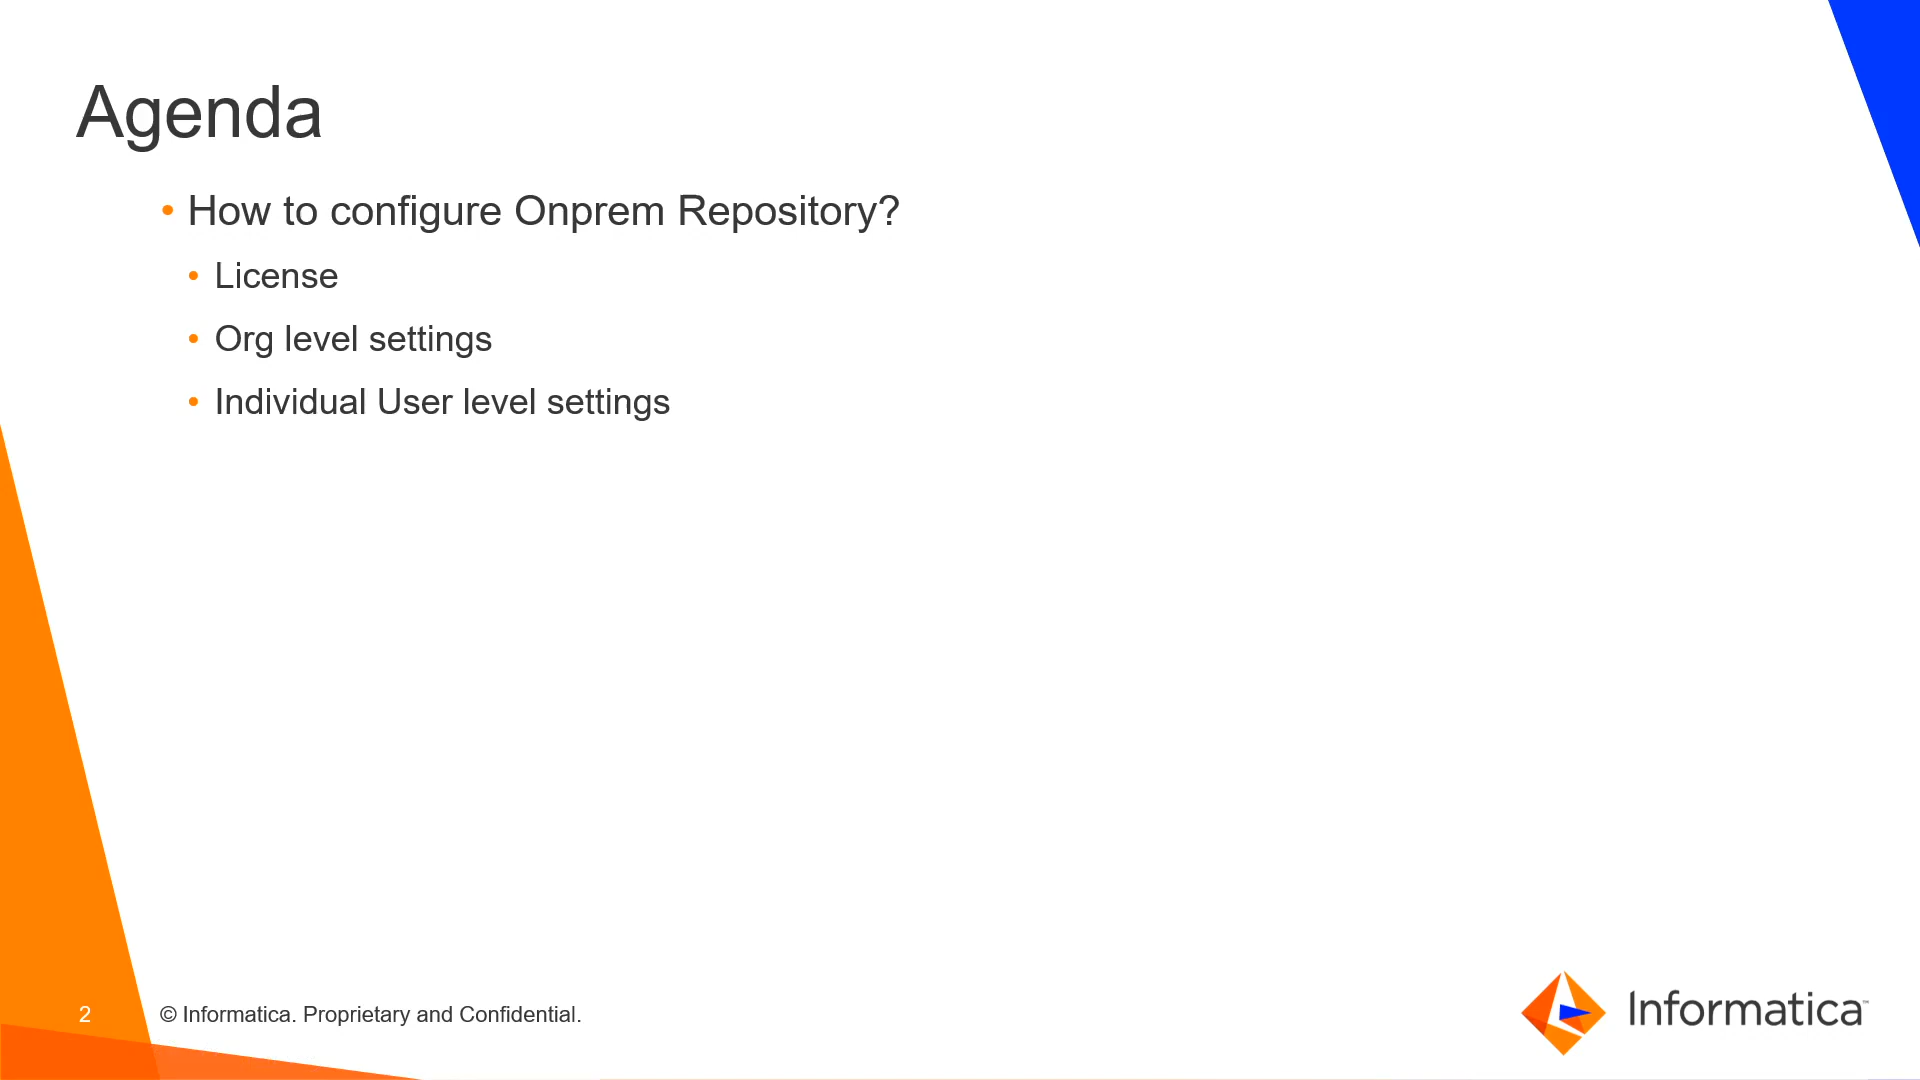 Agenda
• How to configure Onprem Repository?
• License
• Org level settings
• Individual User level settings
2
© Informatica. Proprietary and Confidential.
Informatica™